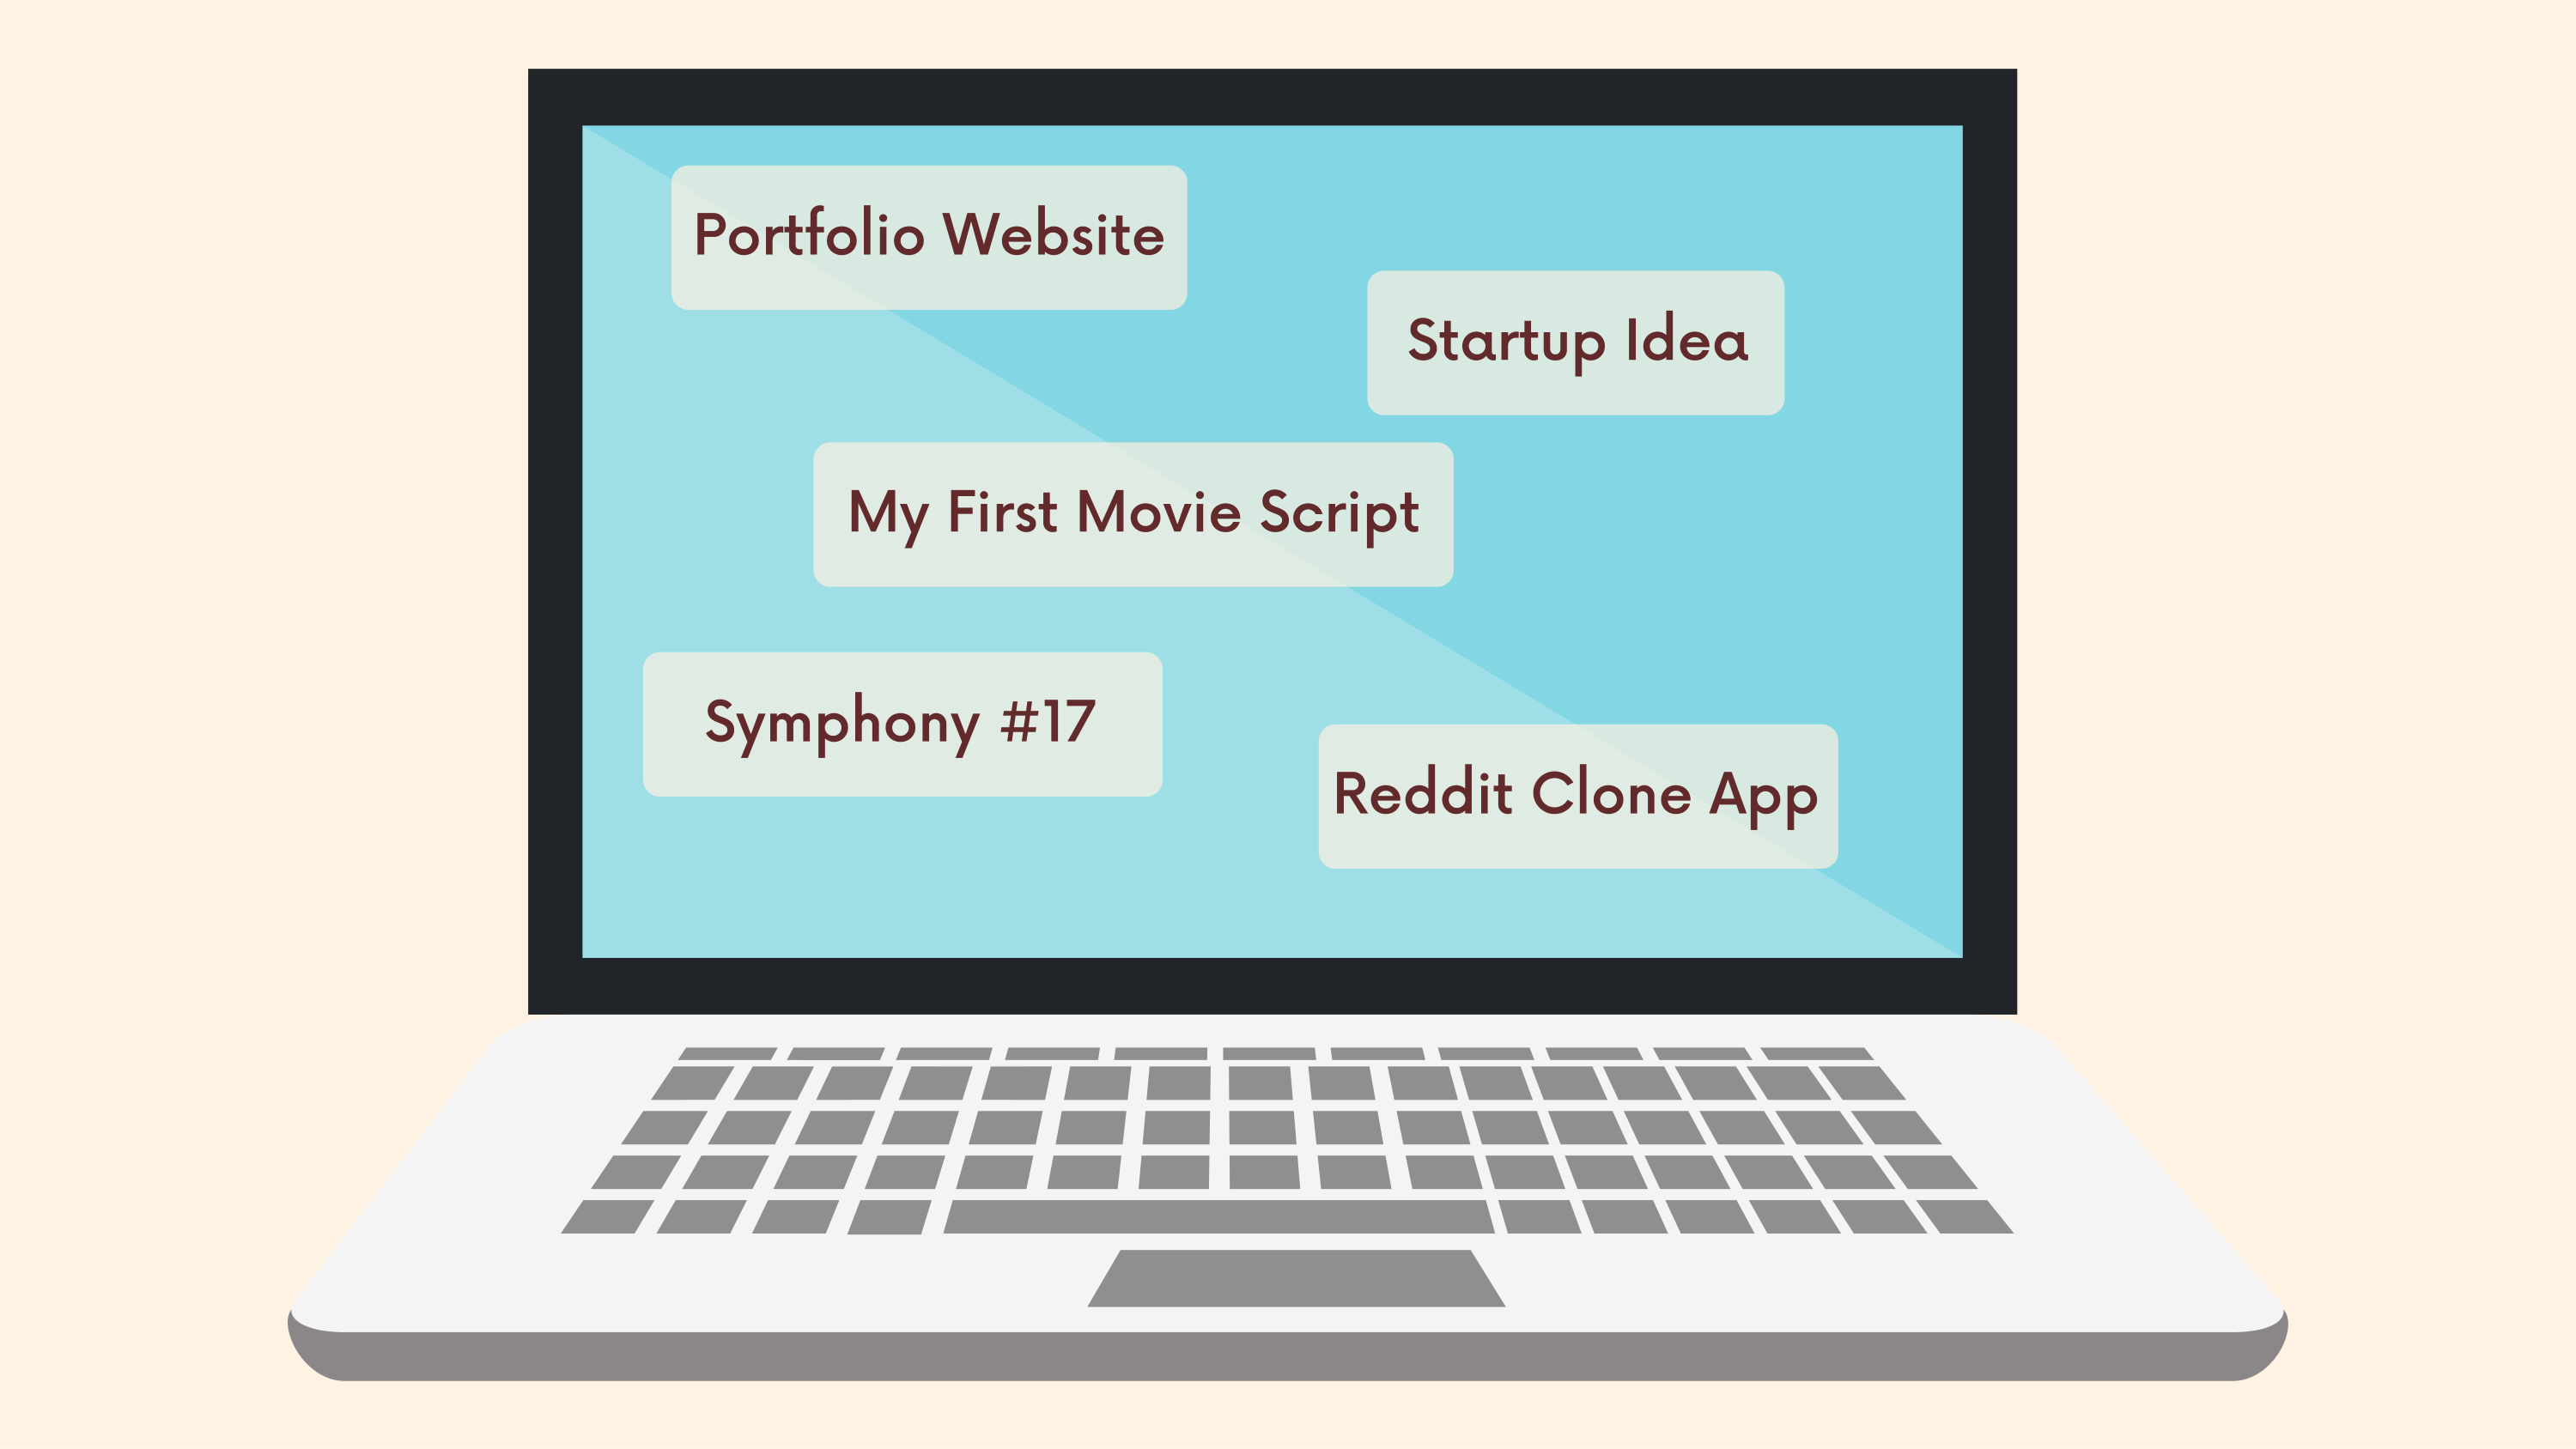 Portfolio Website
Startup Idea
My First Movie Script
Symphony #17
Reddit Clone App